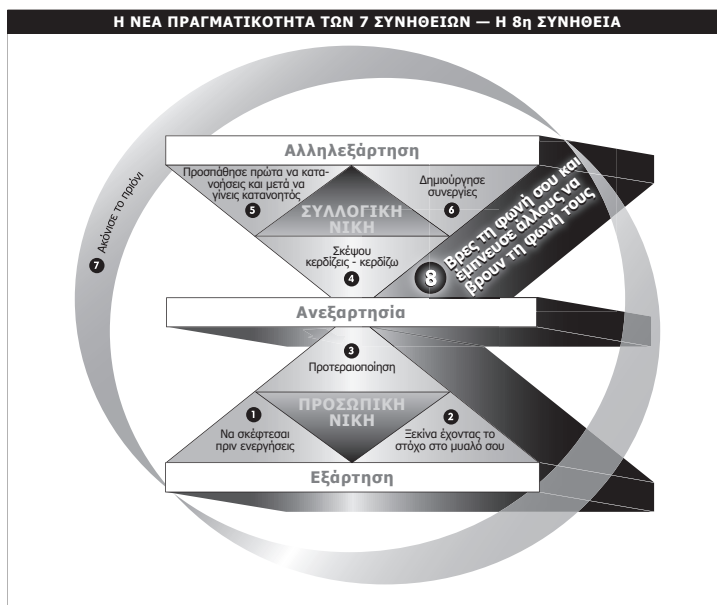 Η ΝΕΑ ΠΡΑΓΜΑΤΙΚΟΤΗΤΑ ΤΩΝ 7 ΣΥΝΗΘΕΙΩΝ — Η 8η ΣΥΝΗΘΕΙΑ
Αλληλεξάρτηση
Προσπάθησε πρώτα να κατα-
νοήσεις και μετά να
γίνεις κατανοητός
5
Δημιούργησε
συνεργίες
6
ΣΥΛΛΟΓΙΚΗ
ΝΙΚΗ
Σκέψου
κερδίζεις - κερδίζω
4
8
Βρες τη φωνή σου και
έμπνευσε άλλους να
βρουν τη φωνή τους
7 Ακόνισε το πριόνι
Ανεξαρτησία
3
Προτεραιοποίηση
ΠΡΟΣΩΠΙΚΗ
ΝΙΚΗ
1
Να σκέφτεσαι
πριν ενεργήσεις
2
Ξεκίνα έχοντας το
στόχο στο μυαλό σου
Εξάρτηση